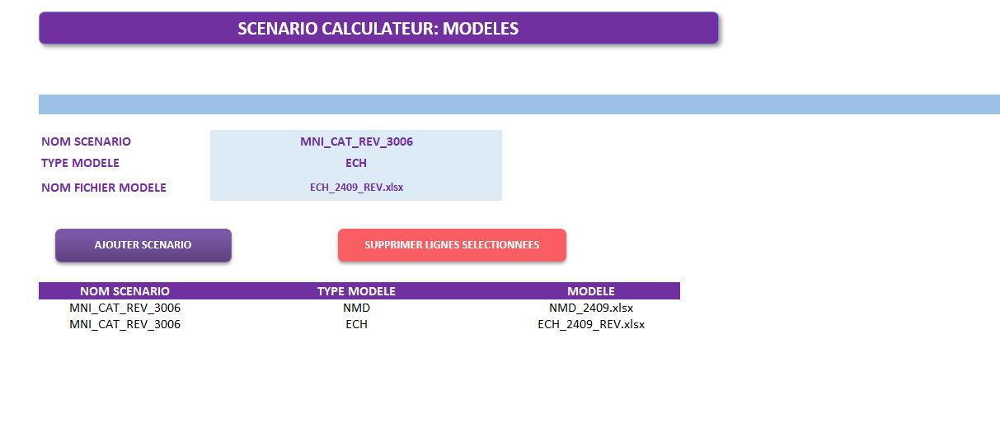 SCENARIO CALCULATEUR: MODELES
NOM SCENARIO MNI_CAT_REV_3006
TYPE MODELE ECH
NOM FICHIER MODELE ECH_2409_REV.xlsx
AJOUTER SCENARIO SUPPRIMER LIGNES SELECTIONNEES
NOM SCENARIO TYPE MODELE MODELE
MNI_CAT_REV_3006 NMD NMD_2409.xlsx
MNI_CAT_REV_3006 ECH ECH_2409_REV.xlsx